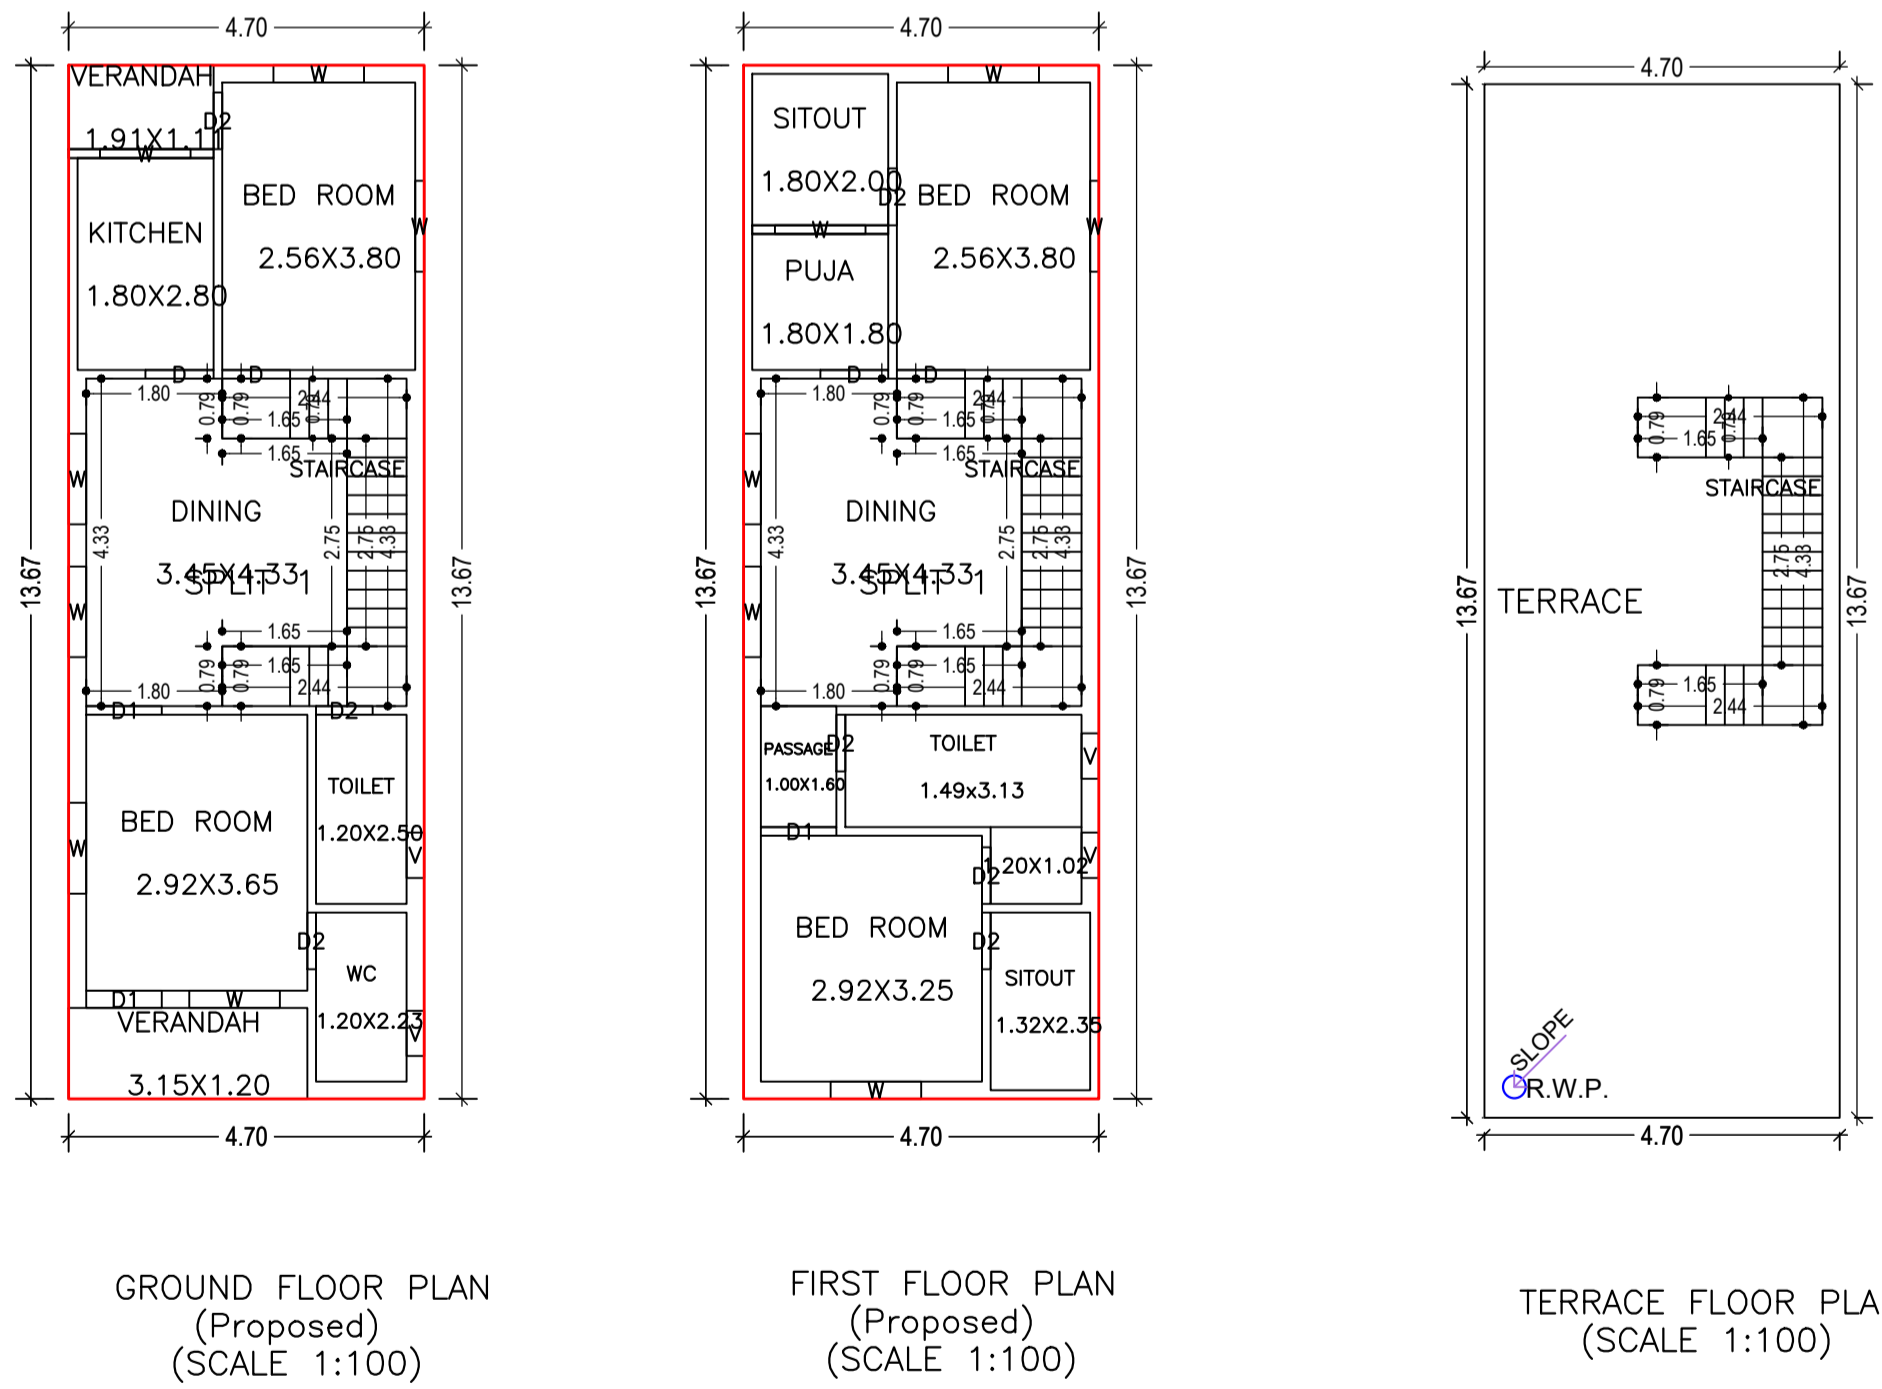 4.70
VERANDAH
1.91X1.11
W
D2
W
KITCHEN
1.80X2.80
BED ROOM
2.56X3.80
W
D
D
1.80
0.79
0.79
0.79
2.44
1.65
1.65
STAIRCASE
W
DINING
3.45X4.33
SPLIT 1
4.33
2.75
2.75
4.33
W
13.67
13.67
1.65
1.80
0.79
0.79
1.65
2.44
D1
D2
BED ROOM
2.92X3.65
W
TOILET
1.20X2.50
V
D2
WC
1.20X2.23
V
D1
W
VERANDAH
3.15X1.20
4.70
GROUND FLOOR PLAN
(Proposed)
(SCALE 1:100)
4.70
SITOUT
1.80X2.00
W
D2
BED ROOM
2.56X3.80
W
W
PUJA
1.80X1.80
D
D
1.80
0.79
0.79
0.79
2.44
1.65
1.65
STAIRCASE
W
DINING
3.45X4.33
SPLIT 1
4.33
2.75
2.75
4.33
W
13.67
13.67
1.65
1.80
0.79
0.79
1.65
2.44
PASSAGE
1.00X1.60
D2
TOILET
1.49x3.13
V
D1
1.20X1.02
V
D2
BED ROOM
2.92X3.25
D2
SITOUT
1.32X2.35
W
4.70
FIRST FLOOR PLAN
(Proposed)
(SCALE 1:100)
4.70
0.79
0.79
2.44
1.65
STAIRCASE
2.75
4.33
13.67
TERRACE
13.67
0.79
1.65
2.44
SLOPE
R.W.P.
4.70
TERRACE FLOOR PLA
(SCALE 1:100)